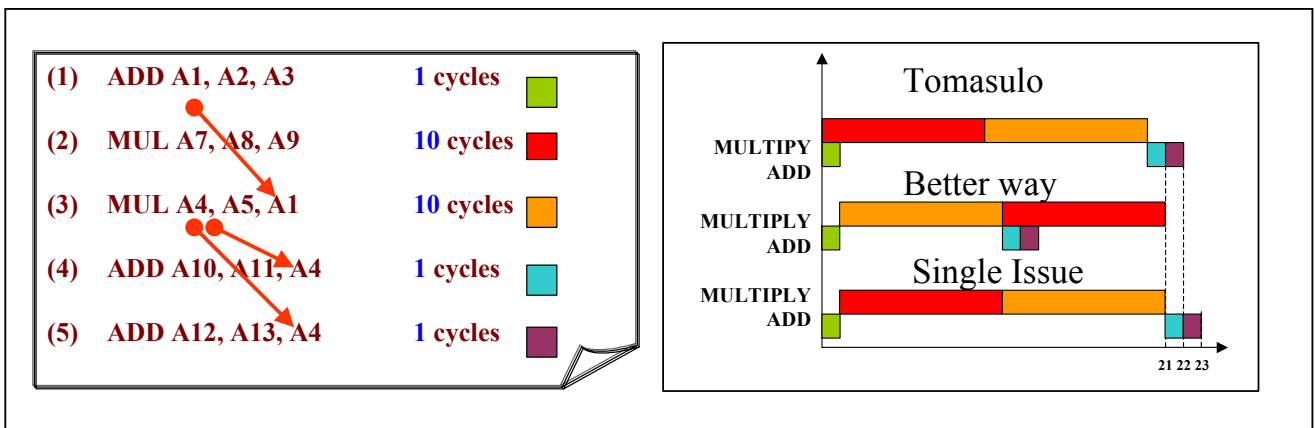 (1) ADD A1, A2, A3 1 cycles
(2) MUL A7, A8, A9 10 cycles
(3) MUL A4, A5, A1 10 cycles
(4) ADD A10, A11, A4 1 cycles
(5) ADD A12, A13, A4 1 cycles
Tomasulo
MULTIPY
ADD
Better way
MULTIPLY
ADD
Single Issue
MULTIPLY
ADD
21 22 23